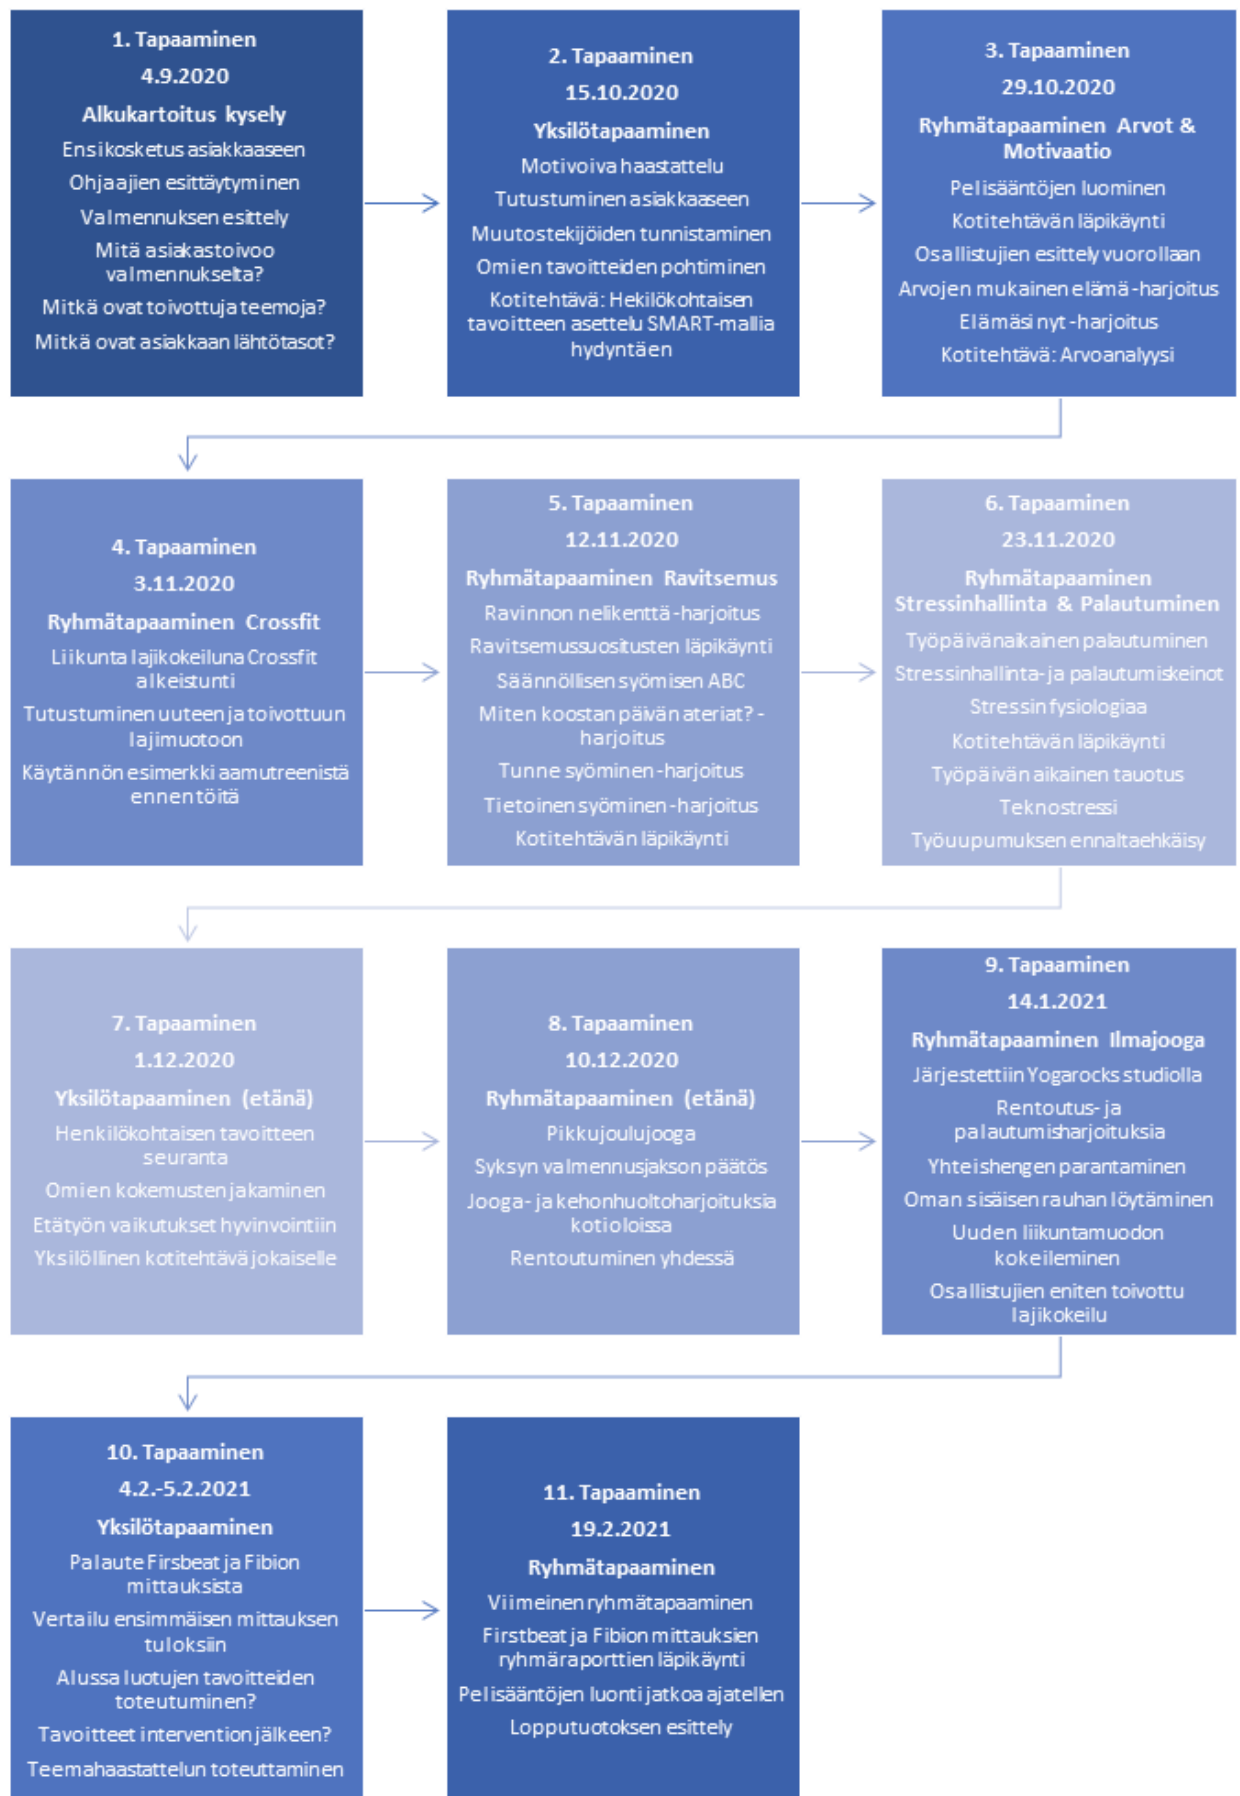 1. Tapaaminen
4.9.2020
Alkukartoitus kysely
Ensikosketus asiakkaaseen
Ohjaajien esittäytyminen
Valmennuksen esittely
Mitä asiakas toivoo
valmennukselta?
Mitkä ovat toivottuja teemoja?
Mitkä ovat asiakkaan lähtötasot?
2. Tapaaminen
15.10.2020
Yksilötapaaminen
Motivoiva haastattelu
Tutustuminen asiakkaaseen
Muutostekijöiden tunnistaminen
Omien tavoitteiden pohtiminen
Kotitehtävä: Hekilökohtaisen
tavoitteen asettelu SMART-mallia
hydyntäen
3. Tapaaminen
29.10.2020
Ryhmätapaaminen Arvot &
Motivaatio
Pelisääntöjen luominen
Kotitehtävän läpikäynti
Osallistujien esittely vuorollaan
Arvojen mukainen elämä -harjoitus
Elämäsi nyt -harjoitus
Kotitehtävä: Arvoanalyysi
4. Tapaaminen
3.11.2020
Ryhmätapaaminen Crossfit
Liikunta lajikokeiluna Crossfit
alkeistunti
Tutustuminen uuteen ja toivottuun
lajimuotoon
Käytännön esimerkki aamutreenistä
ennen töitä
5. Tapaaminen
12.11.2020
Ryhmätapaaminen Ravitsemus
Ravinnon nelikenttä -harjoitus
Ravitsemussuositusten läpikäynti
Säännöllisen syömisen ABC
Miten koostan päivän ateriat? -
harjoitus
Tunne syöminen -harjoitus
Tietoinen syöminen -harjoitus
Kotitehtävän läpikäynti
6. Tapaaminen
23.11.2020
Ryhmätapaaminen
Stressinhallinta & Palautuminen
Työpäivänaikainen palautuminen
Stressinhallinta- ja palautumiskeinot
Stressin fysiologiaa
Kotitehtävän läpikäynti
Työpäivän aikainen tauotus
Teknostressi
Työuupumuksen ennaltaehkäisy
7. Tapaaminen
1.12.2020
Yksilötapaaminen (etänä)
Henkilökohtaisen tavoitteen
seuranta
Omien kokemusten jakaminen
Etätyön vaikutukset hyvinvointiin
Yksilöllinen kotitehtävä jokaiselle
8. Tapaaminen
10.12.2020
Ryhmätapaaminen (etänä)
Pikkujoulujooga
Syksyn valmennusjakson päätös
Jooga- ja kehonhuoltoharjoituksia
kotioloissa
Rentoutuminen yhdessä
9. Tapaaminen
14.1.2021
Ryhmätapaaminen Ilmajooga
Järjestettiin Yogarocks studiolla
Rentoutus- ja
palautumisharjoituksia
Yhteishengen parantaminen
Oman sisäisen rauhan löytäminen
Uuden liikuntamuodon
kokeileminen
Osallistujien eniten toivottu
lajikokeilu
10. Tapaaminen
4.2.-5.2.2021
Yksilötapaaminen
Palaute Firsbeat ja Fibion
mittauksista
Vertailu ensimmäisen mittauksen
tuloksiin
Alussa luotujen tavoitteiden
toteutuminen?
Tavoitteet intervention jälkeen?
Teemahaastattelun toteuttaminen
11. Tapaaminen
19.2.2021
Ryhmätapaaminen
Viimeinen ryhmätapaaminen
Firstbeat ja Fibion mittauksien
ryhmäraporttien läpikäynti
Pelisääntöjen luonti jatkoa ajatellen
Lopputuotoksen esittely